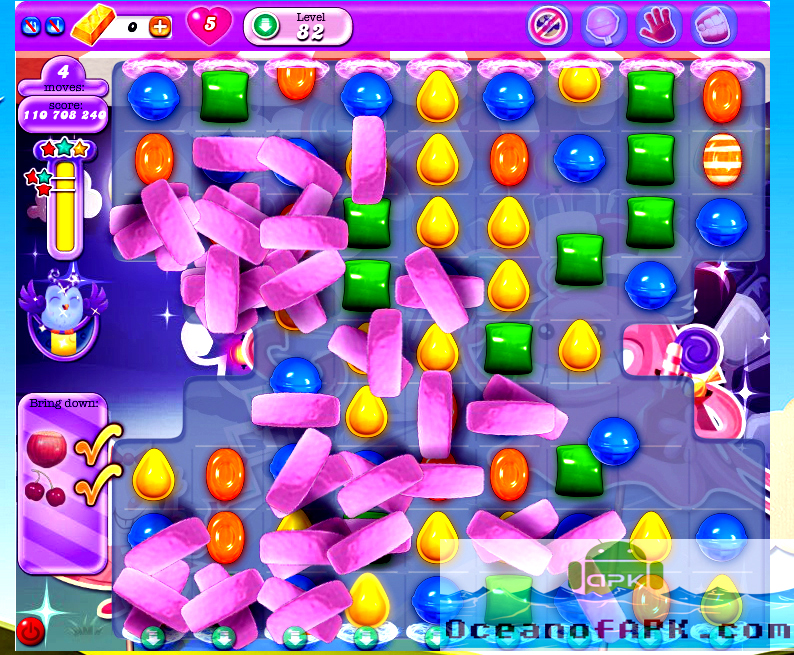 0
5
Level
82
4
moves:
score:
110 708 240
Bring down:
apk
OceanofAPK.com